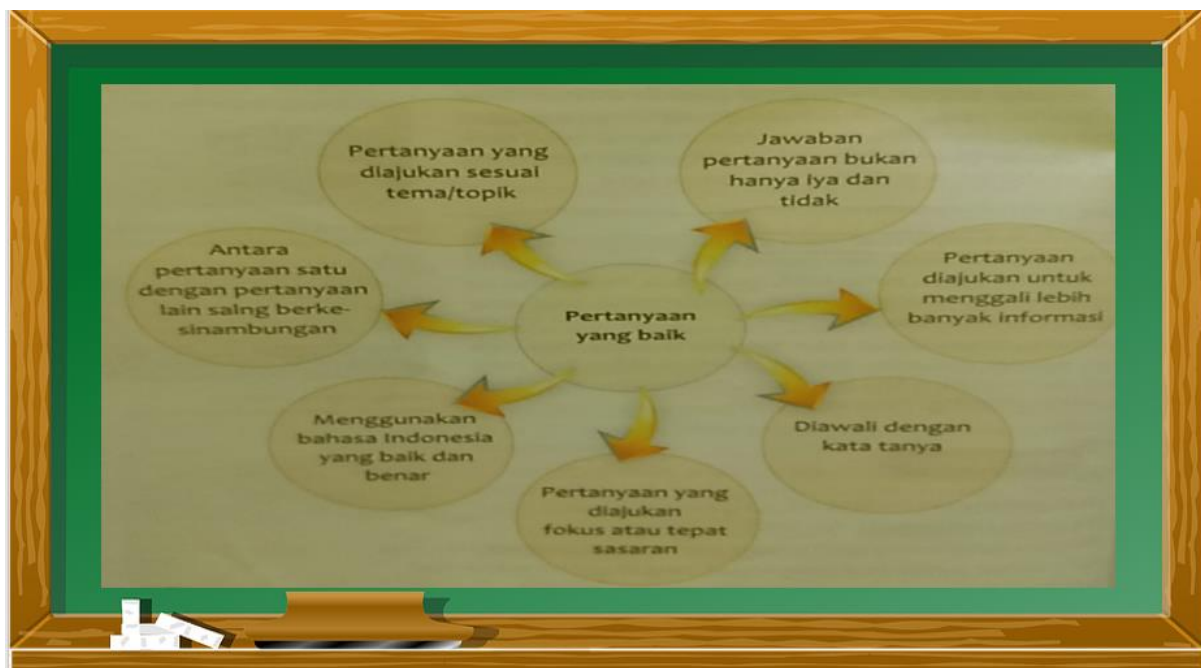 Pertanyaan yang
diajukan sesuai
tema/topik
Jawaban
pertanyaan bukan
hanya iya dan
tidak
Antara
pertanyaan satu
dengan pertanyaan
lain saing berke-
sinambungan
Pertanyaan
yang baik
Pertanyaan
diajukan untuk
menggali lebih
banyak informasi
Menggunakan
bahasa Indonesia
yang baik dan
benar
Diawali dengan
kata tanya
Pertanyaan yang
diajukan
fokus atau tepat
sasaran